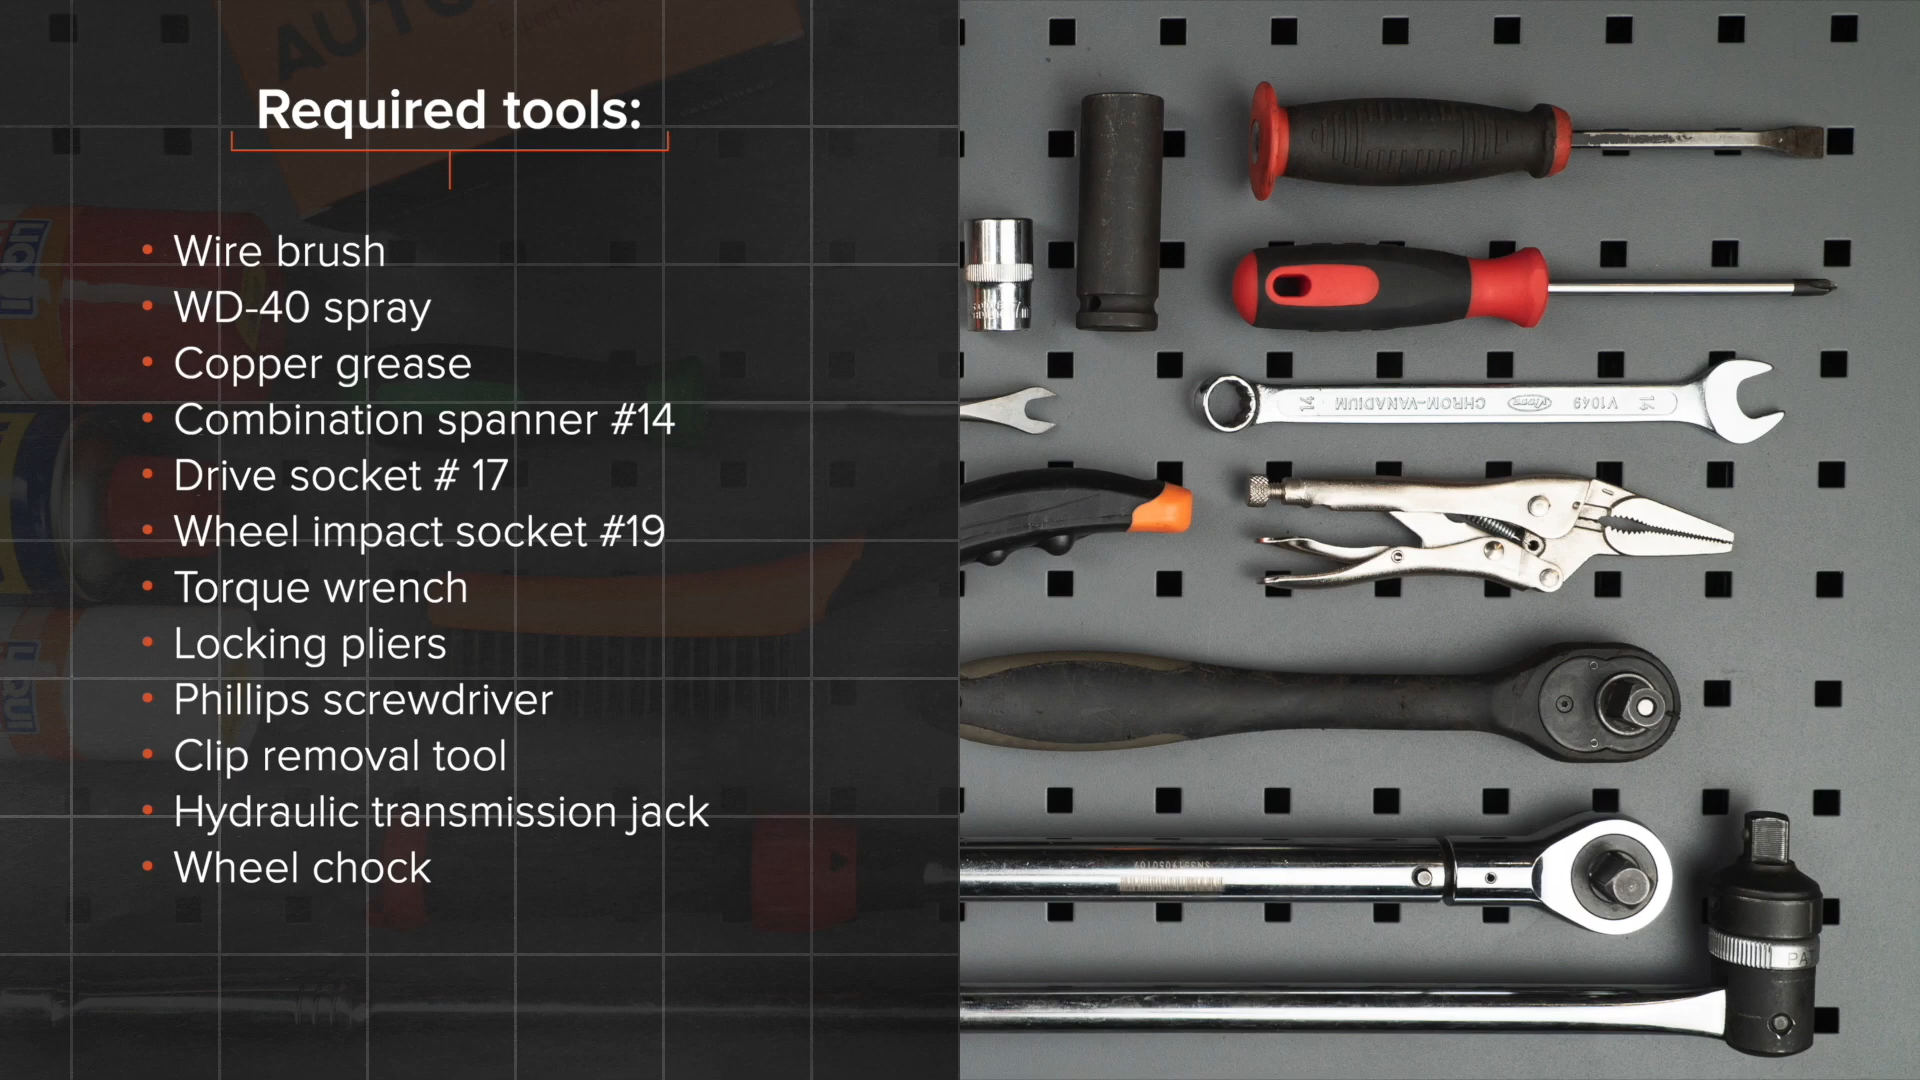 AUTO
Required tools:
• Wire brush
• WD-40 spray
• Copper grease
• Combination spanner #14
• Drive socket # 17
• Wheel impact socket #19
• Torque wrench
• Locking pliers
• Phillips screwdriver
• Clip removal tool
• Hydraulic transmission jack
• Wheel chock
14 CHROM-VANADIUM V1049 14